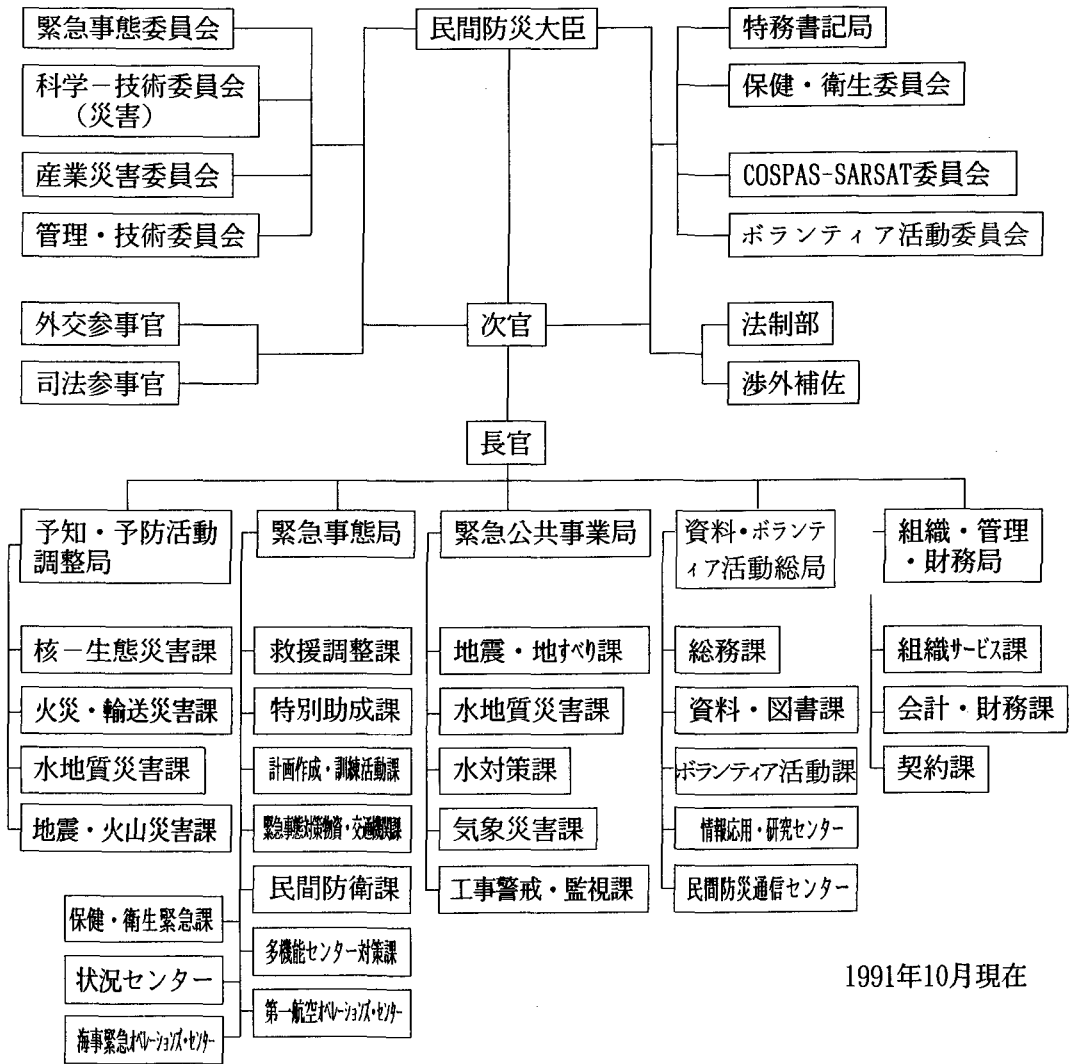 緊急事態委員会
科学－技術委員会
（災害）
産業災害委員会
管理・技術委員会
外交参事官
司法参事官
民間防災大臣
次官
長官
特務書記局
保健・衛生委員会
COSPAS-SARSAT委員会
ボランティア活動委員会
法制部
渉外補佐
予知・予防活動
調整局
核－生態災害課
火災・輸送災害課
水地質災害課
地震・火山災害課
緊急事態局
救援調整課
特別助成課
計画作成・訓練活動課
緊急事態対策物資・交通機関課
民間防衛課
多機能センター対策課
第一航空オペレーションズ・センター
保健・衛生緊急課
状況センター
海事緊急オペレーションズ・センター
緊急公共事業局
地震・地すべり課
水地質災害課
水対策課
気象災害課
工事警戒・監視課
資料・ボランテ
ィア活動総局
総務課
資料・図書課
ボランティア活動課
情報応用・研究センター
民間防災通信センター
組織・管理
・財務局
組織サービス課
会計・財務課
契約課
1991年10月現在